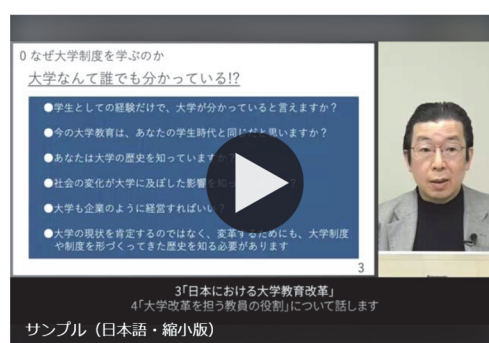 0 なぜ大学制度を学ぶのか
大学なんて誰でも分かっている!?
●学生としての経験だけで、大学が分かっていると言えますか？
●今の大学教育は、あなたの学生時代と同じだと思いますか？
●あなたは大学の歴史を知っていますか？
●社会の変化が大学に及ぼした影響を知っ
●大学も企業のように経営すればいい
●大学の現状を肯定するのではなく、変革するためにも、大学制度
や制度を形づくってきた歴史を知る必要があります
3
3「日本における大学教育改革」
4「大学改革を担う教員の役割」について話します
サンプル（日本語・縮小版）